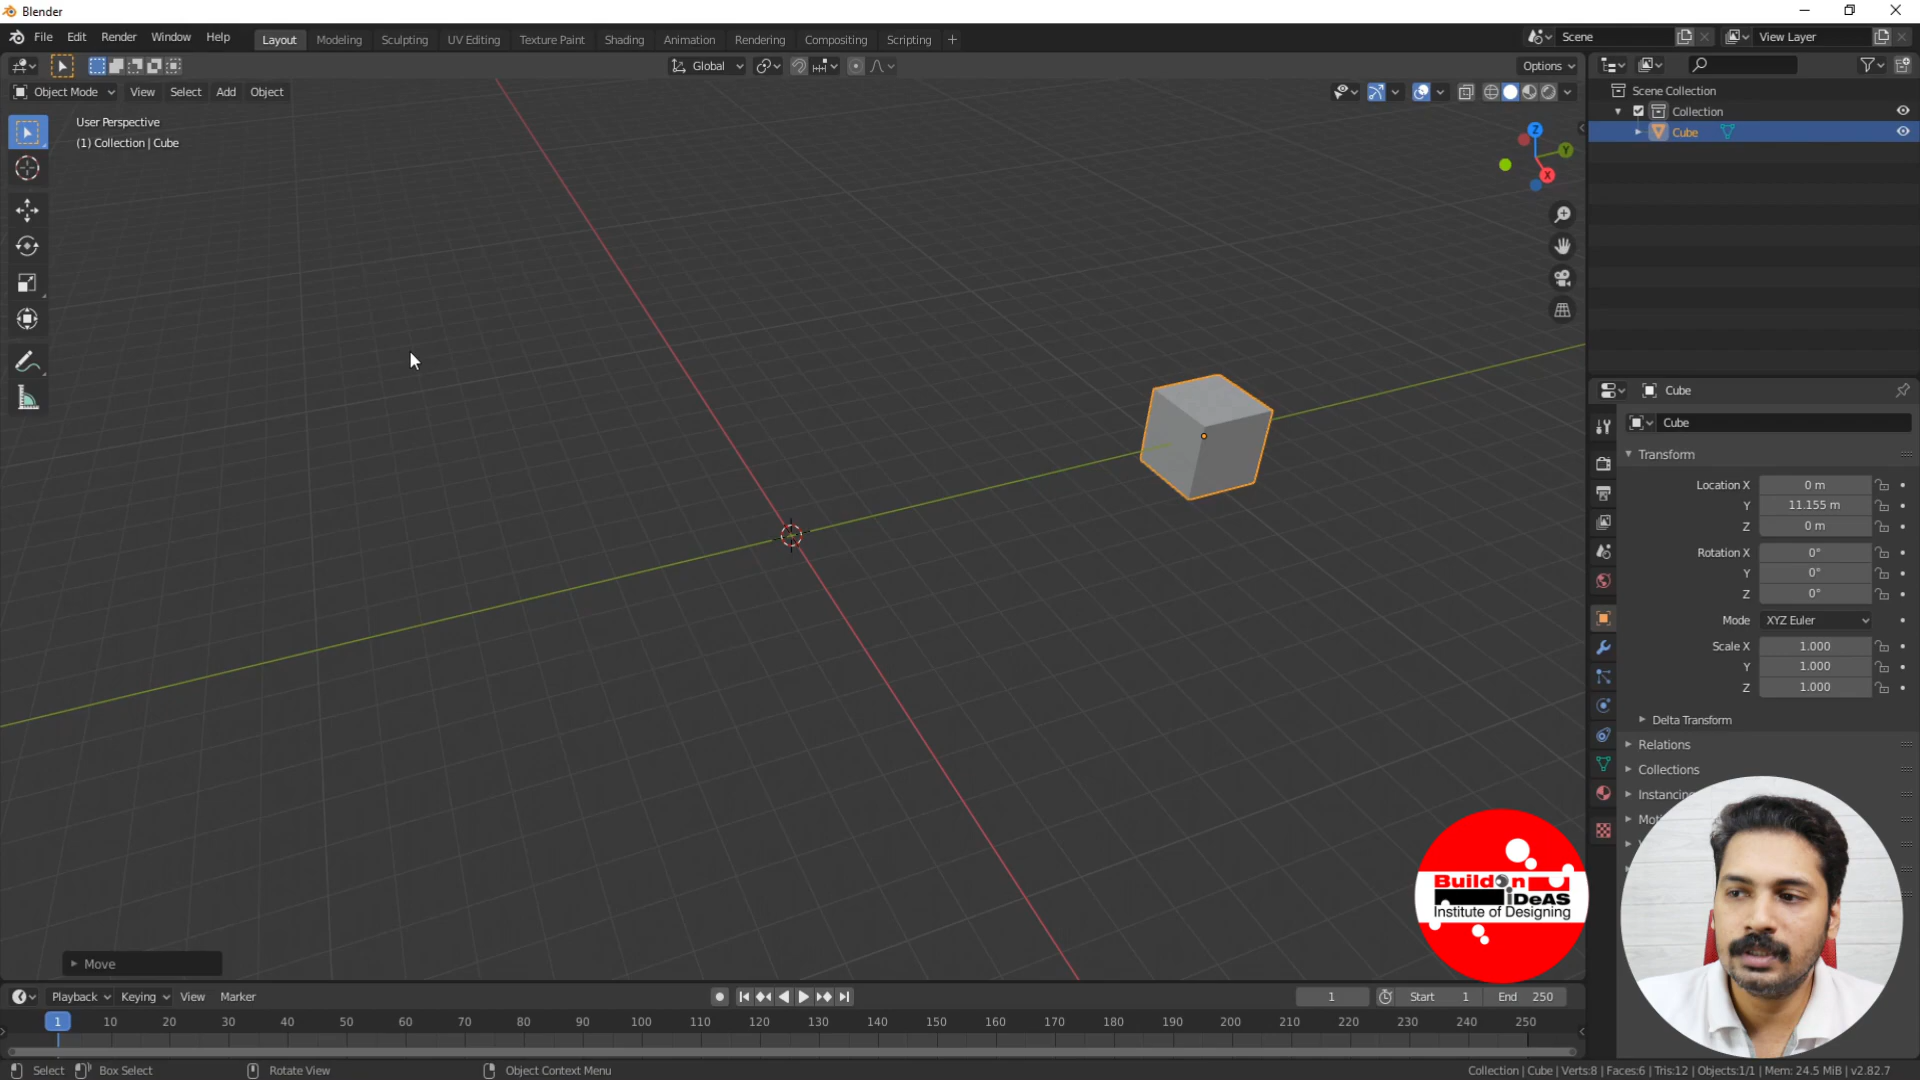 Blender
File Edit Render Window Help Layout Modeling Sculpting UV Editing Texture Paint Shading Animation Rendering Compositing Scripting + Scene View Layer
Global Options
Object Mode View Select Add Object
User Perspective
(1) Collection | Cube
Z
Y
X
Scene Collection
Collection
Cube
Cube
Cube
Transform
Location X 0 m
Y 11.155 m
Z 0 m
Rotation X 0°
Y 0°
Z 0°
Mode XYZ Euler
Scale X 1.000
Y 1.000
Z 1.000
Delta Transform
Relations
Collections
Instancing
Build on
iDeAS
Institute of Designing
Move
Playback Keying View Marker 1 Start 1 End 250
1 10 20 30 40 50 60 70 80 90 100 110 120 130 140 150 160 170 180 190 200 210 220 230 240 250
Select Box Select Rotate View Object Context Menu Collection | Cube | Verts:8 | Faces:6 | Tris:12 | Objects:1/1 | Mem: 24.5 MiB | v2.82.7